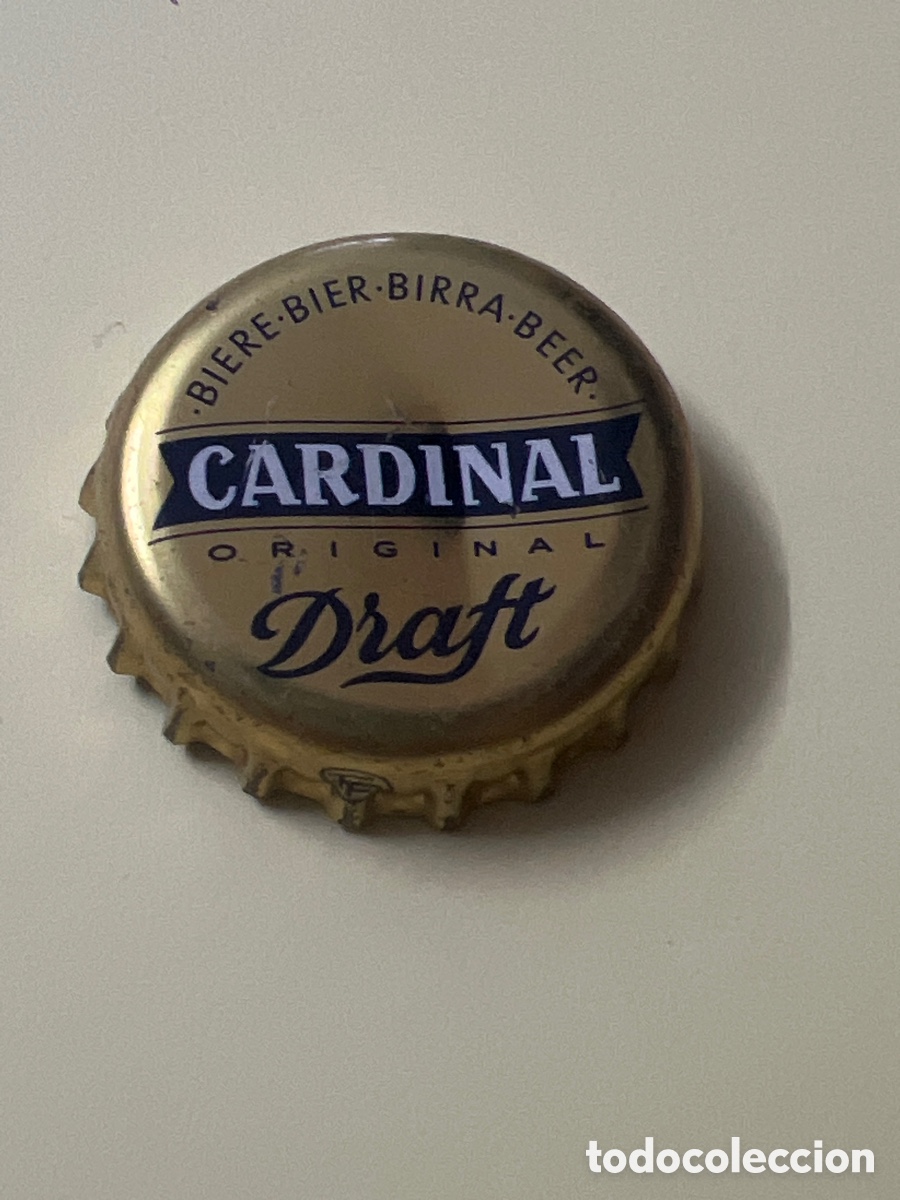 ·BIERE·BIER·BIRRA·BEER·
CARDINAL
ORIGINAL
Draft
todocoleccion